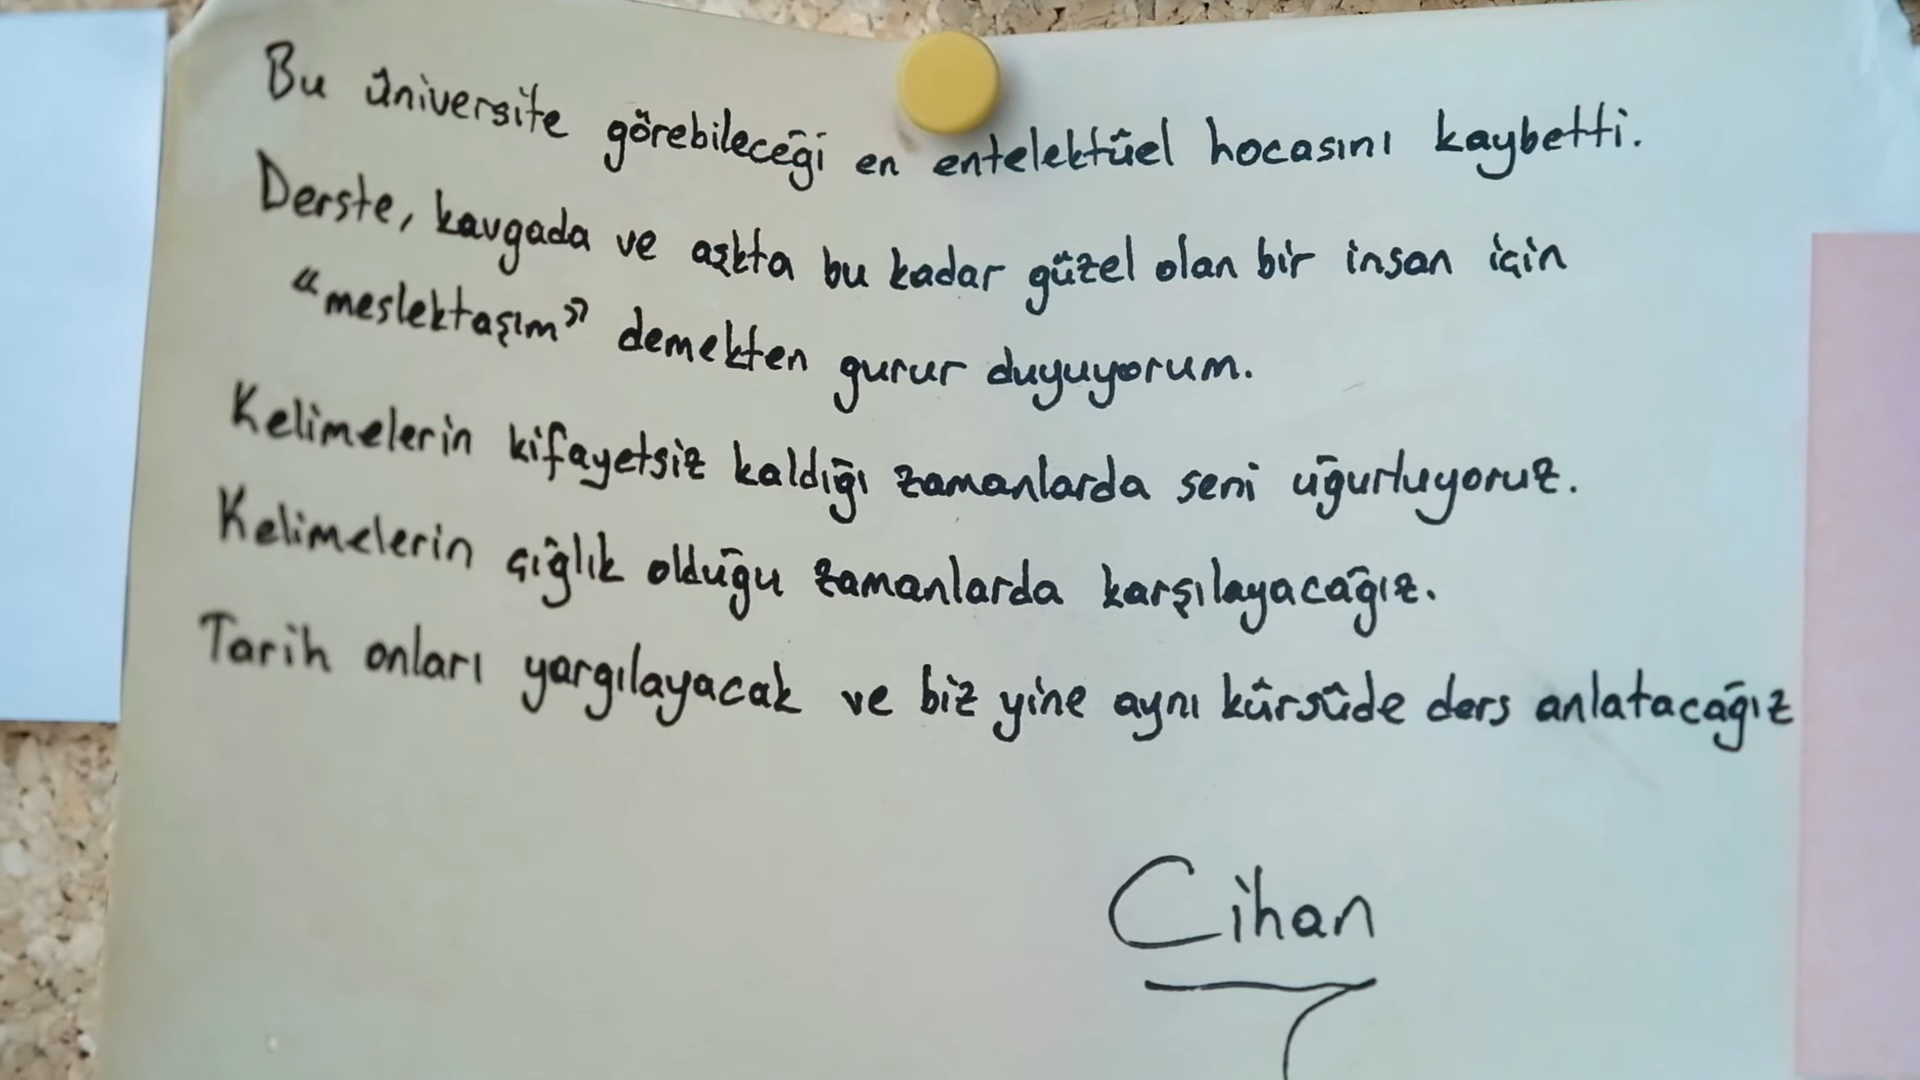 Bu üniversite görebileceği en entelektüel hocasını kaybetti.
Derste, kavgada ve aşkta bu kadar güzel olan bir insan için
"meslektaşım" demekten gurur duyuyorum.
Kelimelerin kifayetsiz kaldığı zamanlarda seni uğurluyoruz.
Kelimelerin çığlık olduğu zamanlarda karşılayacağız.
Tarih onları yargılayacak ve biz yine aynı kürsüde ders anlatacağız
Cihan